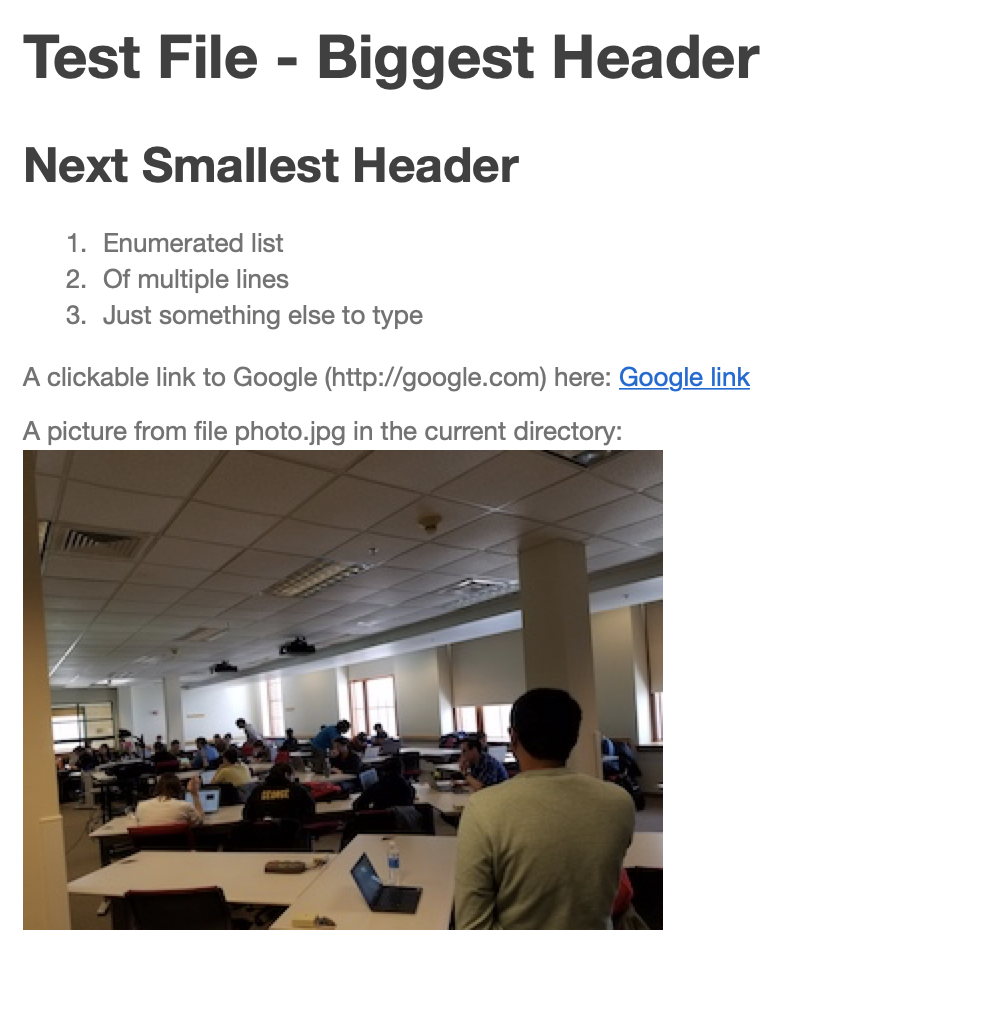 Test File - Biggest Header
Next Smallest Header
1. Enumerated list
2. Of multiple lines
3. Just something else to type
A clickable link to Google (http://google.com) here: Google link
A picture from file photo.jpg in the current directory:
GEORGE